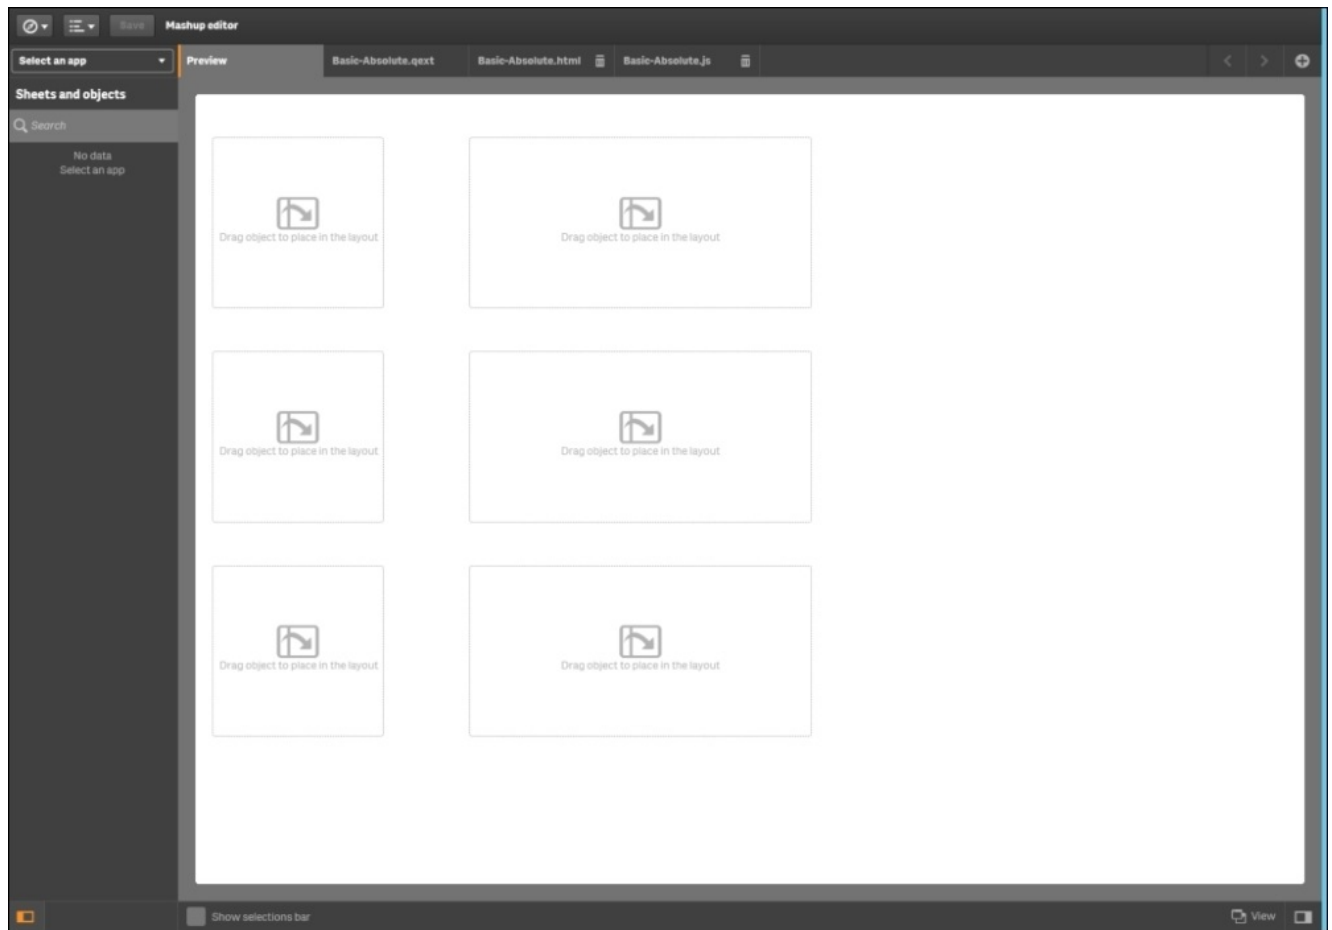 Save Mashup editor
Select an app Preview Basic-Absolute.qext Basic-Absolute.html Basic-Absolute.js
Sheets and objects
Search
No data
Select an app
Drag object to place in the layout Drag object to place in the layout
Drag object to place in the layout Drag object to place in the layout
Drag object to place in the layout Drag object to place in the layout
Show selections bar View